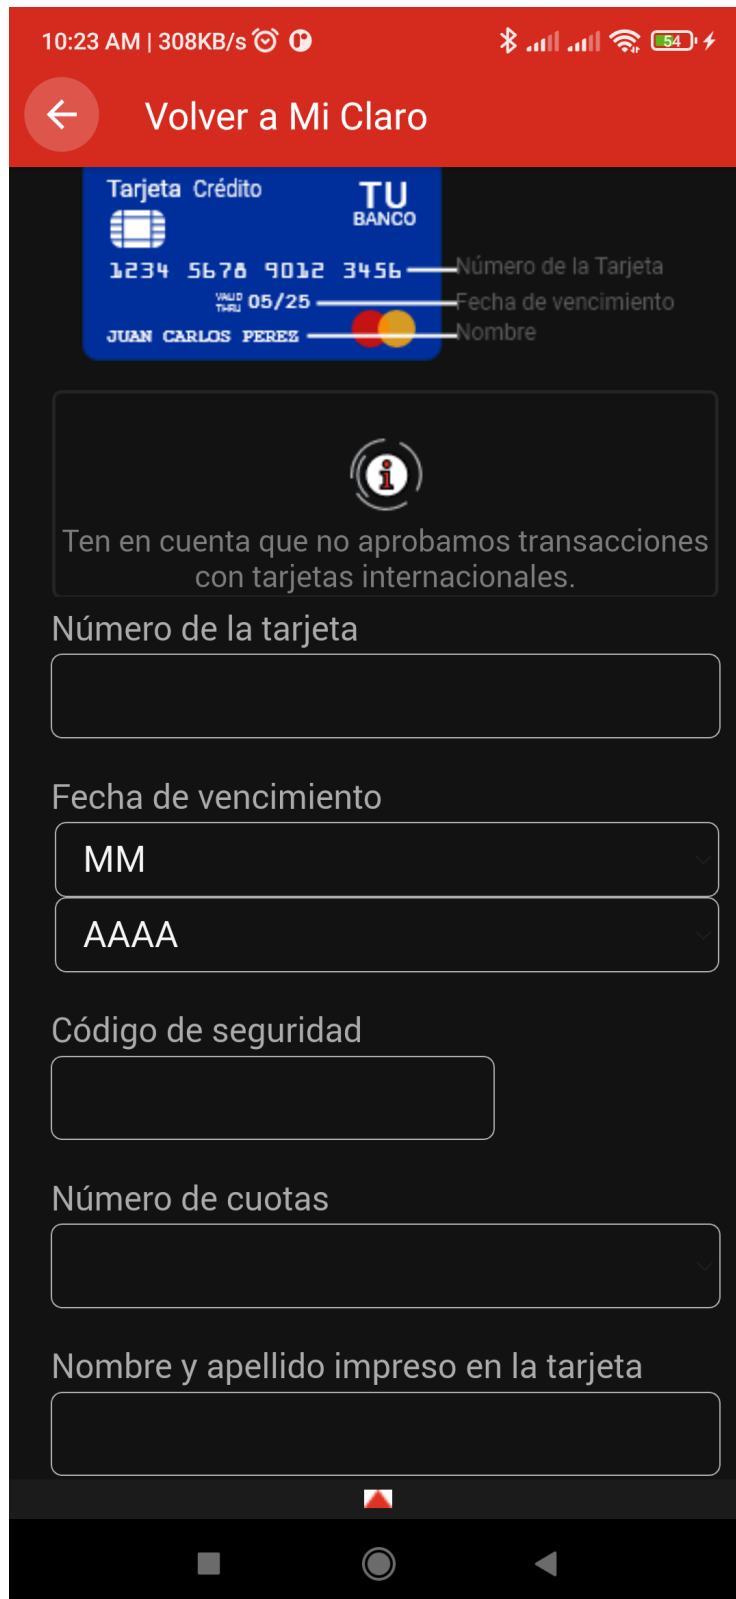 10:23 AM | 308KB/s
54
Volver a Mi Claro
Tarjeta Crédito
TU
BANCO
1234 5678 9012 3456
Número de la Tarjeta
VALID
THRU
05/25
Fecha de vencimiento
JUAN CARLOS PEREZ
Nombre
Ten en cuenta que no aprobamos transacciones
con tarjetas internacionales.
Número de la tarjeta
Fecha de vencimiento
MM
AAAA
Código de seguridad
Número de cuotas
Nombre y apellido impreso en la tarjeta